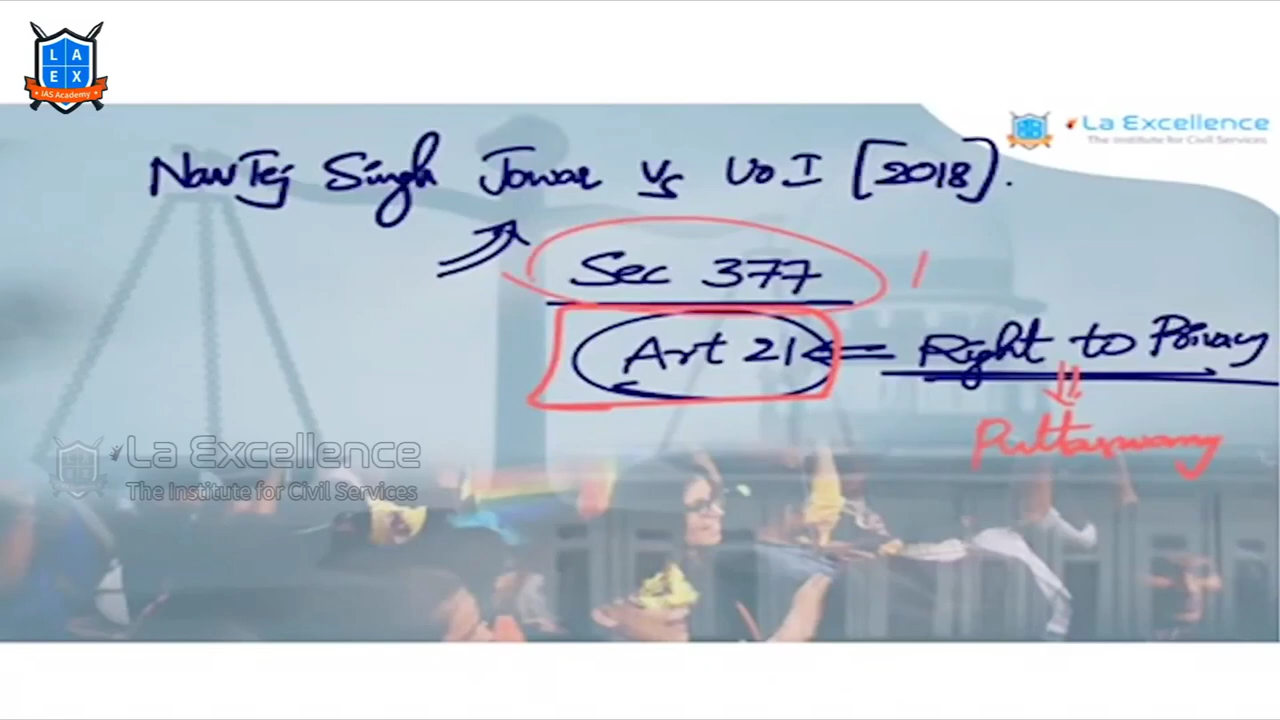 L A
E X
IAS Academy
La Excellence
The Institute for Civil Services
NavTej Singh Jowar Vs UoI [2018].
Sec 377
Art 21 ⇐ Right to Privacy
Puttaswamy
La Excellence
The Institute for Civil Services